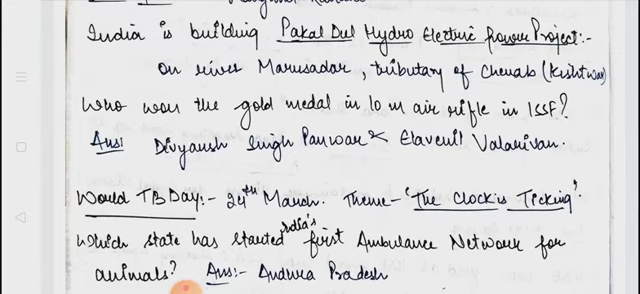 India is building Pakal Dul Hydro Electric Power Project:-
on river Marusadar, tributary of Chenab (Kishtwar)
Who won the gold medal in 10 m air rifle in ISSF?
Ans: Divyansh Singh Panwar & Elavenil Valarivan.
World TB Day:- 24th March. Theme- 'The Clock is Ticking'.
Which state has started India's first Ambulance Network for
animals? Ans:- Andhra Pradesh